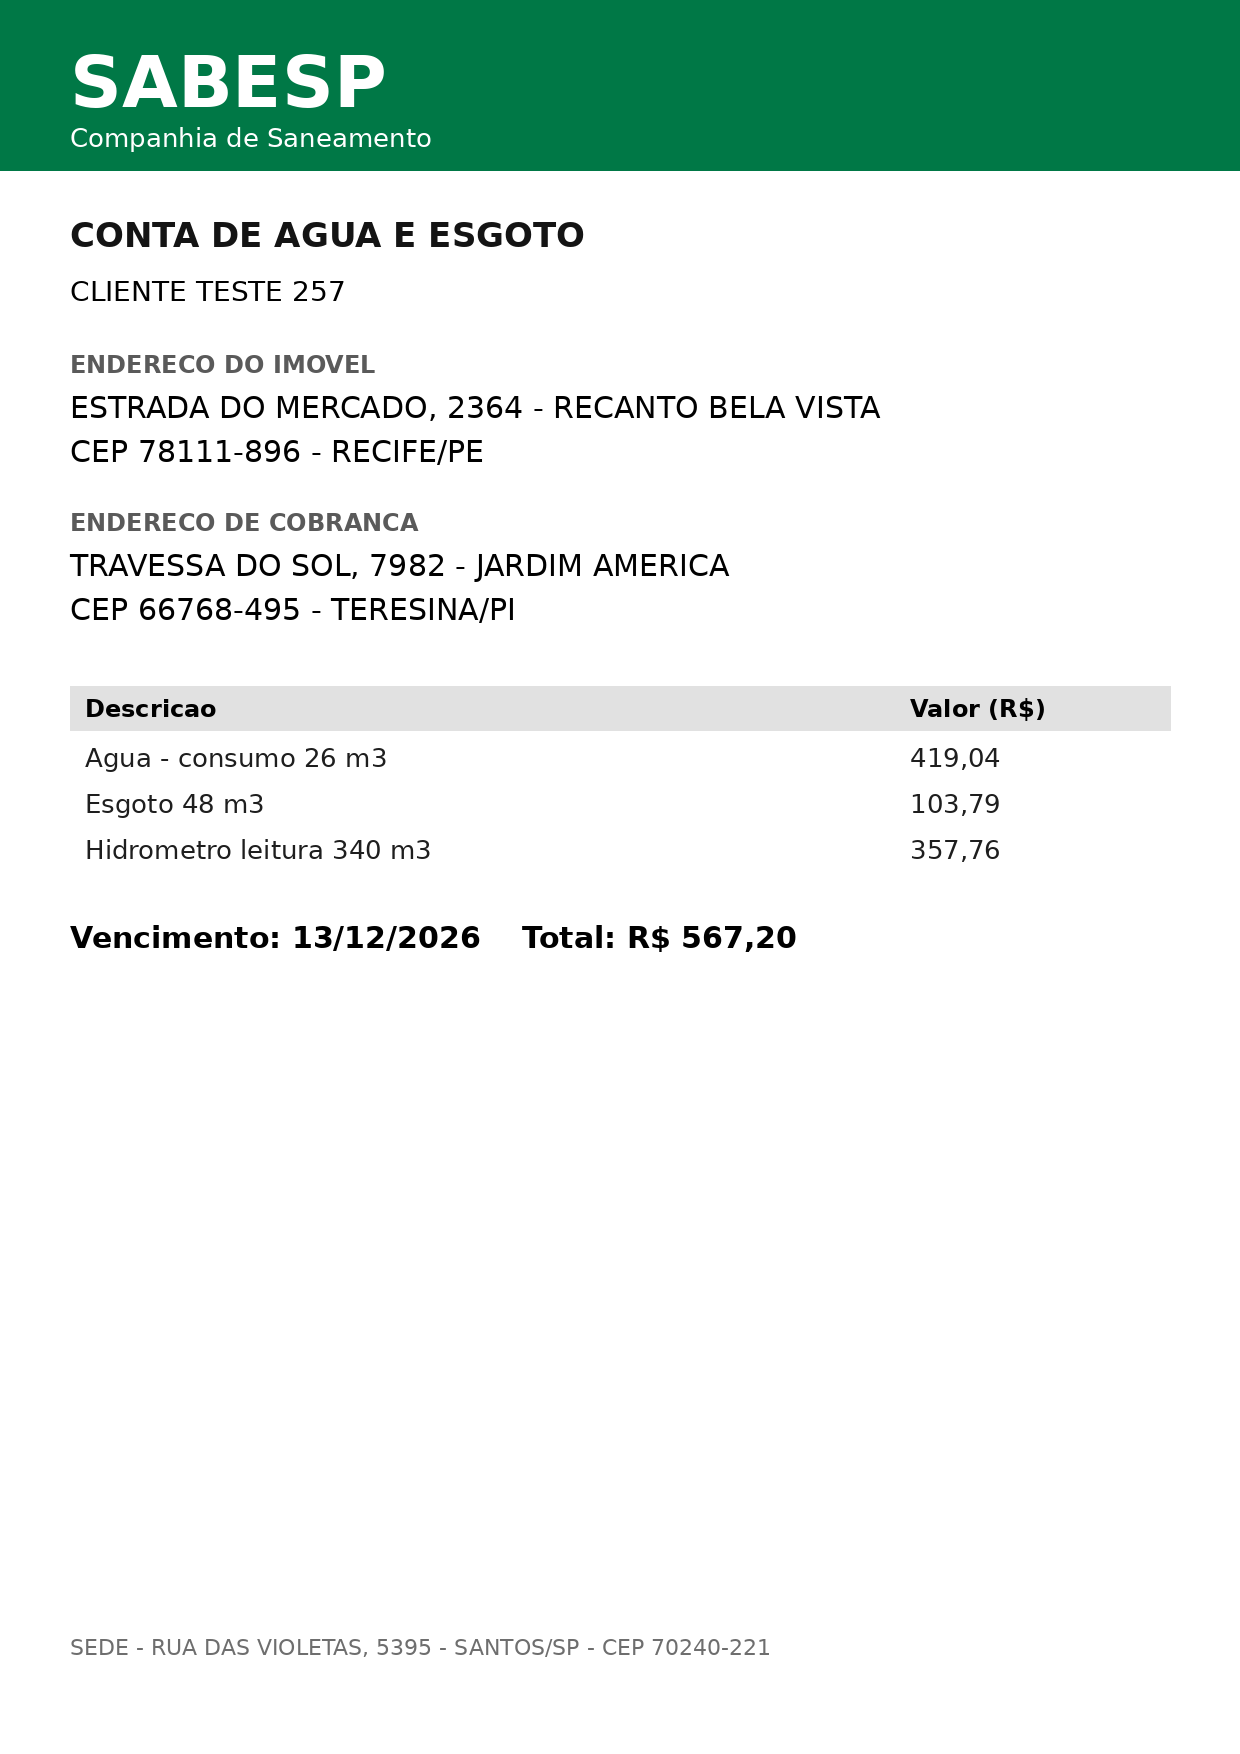 SABESP
Companhia de Saneamento
CONTA DE AGUA E ESGOTO
CLIENTE TESTE 257
ENDERECO DO IMOVEL
ESTRADA DO MERCADO, 2364 - RECANTO BELA VISTA
CEP 78111-896 - RECIFE/PE
ENDERECO DE COBRANCA
TRAVESSA DO SOL, 7982 - JARDIM AMERICA
CEP 66768-495 - TERESINA/PI
Descricao Valor (R$)
Agua - consumo 26 m3 419,04
Esgoto 48 m3 103,79
Hidrometro leitura 340 m3 357,76
Vencimento: 13/12/2026 Total: R$ 567,20
SEDE - RUA DAS VIOLETAS, 5395 - SANTOS/SP - CEP 70240-221